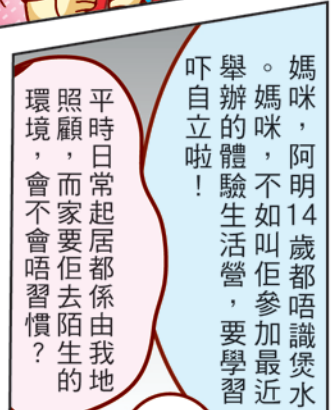 媽咪，阿明14歲都唔識煲水
。媽咪，不如叫佢參加最近
舉辦的體驗生活營，要學習
吓自立啦！
平時日常起居都係由我地
照顧，而家要佢去陌生的
環境，會不會唔習慣？